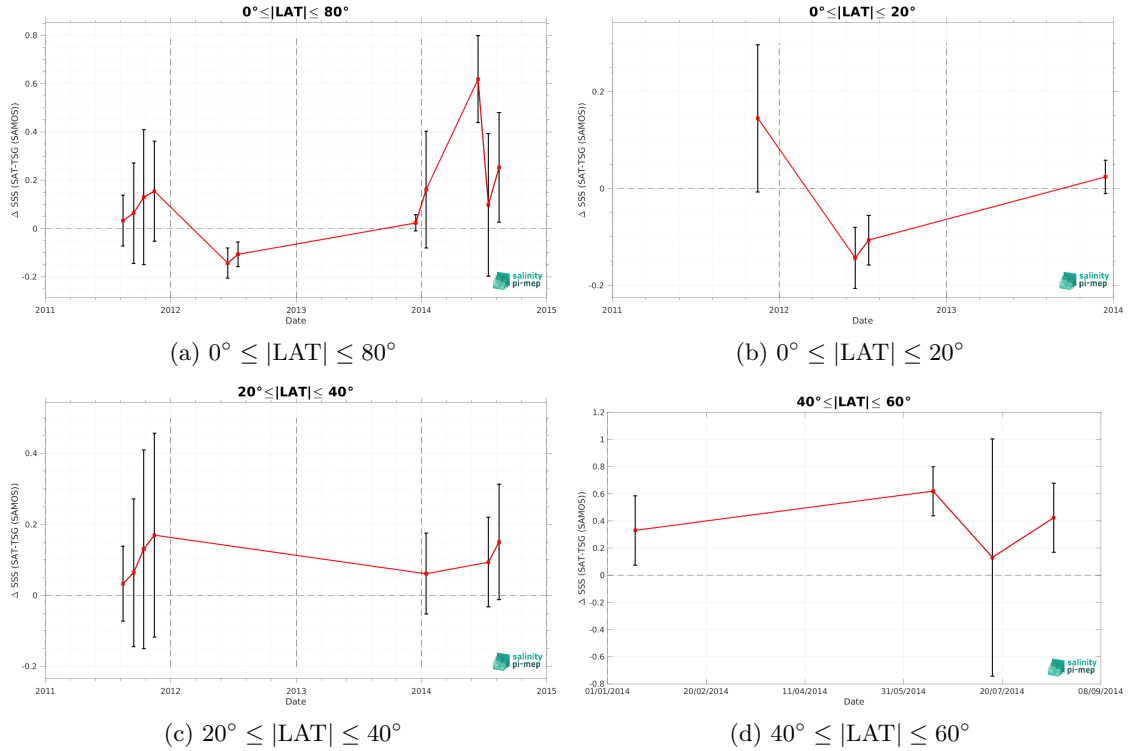 0°≤|LAT|≤ 80°
Δ SSS (SAT-TSG (SAMOS))
0.8
0.6
0.4
0.2
0
-0.2
2011
2012
2013
2014
2015
Date
salinity
pi-mep
(a) 0° ≤ |LAT| ≤ 80°
0°≤|LAT|≤ 20°
Δ SSS (SAT-TSG (SAMOS))
0.2
0
-0.2
2011
2012
2013
2014
Date
salinity
pi-mep
(b) 0° ≤ |LAT| ≤ 20°
20°≤|LAT|≤ 40°
Δ SSS (SAT-TSG (SAMOS))
0.4
0.2
0
-0.2
2011
2012
2013
2014
2015
Date
salinity
pi-mep
(c) 20° ≤ |LAT| ≤ 40°
40°≤|LAT|≤ 60°
Δ SSS (SAT-TSG (SAMOS))
1.2
1
0.8
0.6
0.4
0.2
0
-0.2
-0.4
-0.6
-0.8
01/01/2014
20/02/2014
11/04/2014
31/05/2014
20/07/2014
08/09/2014
Date
salinity
pi-mep
(d) 40° ≤ |LAT| ≤ 60°